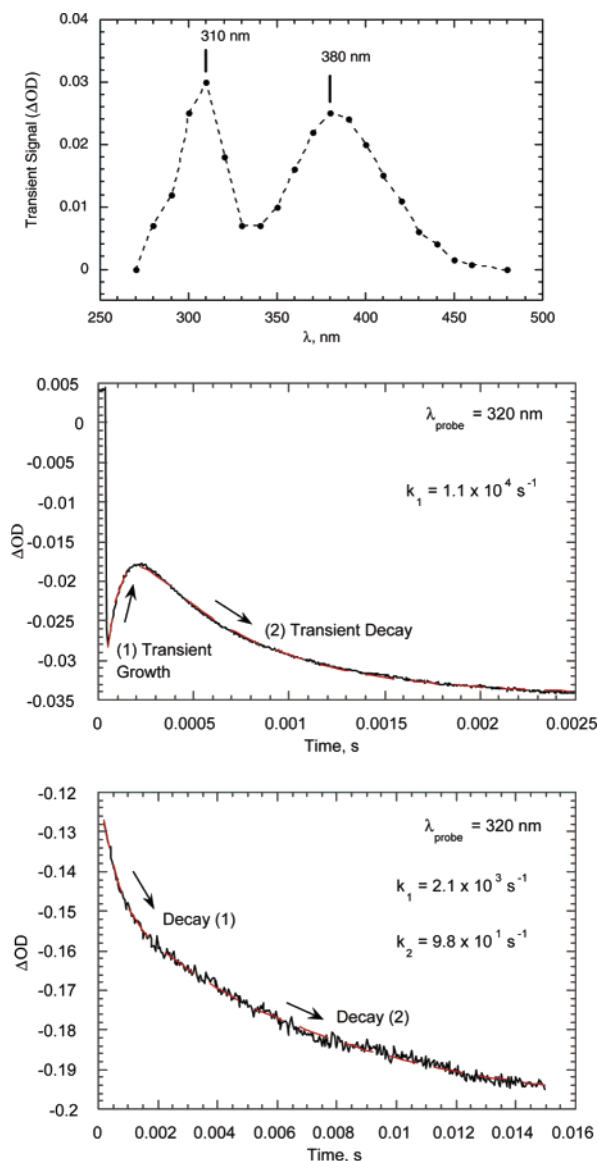 310 nm
380 nm
0.04
0.03
0.02
0.01
0
Transient Signal (ΔOD)
250 300 350 400 450 500
λ, nm
0.005
0
-0.005
-0.01
-0.015
-0.02
-0.025
-0.03
-0.035
ΔOD
λprobe = 320 nm
k1 = 1.1 x 10^4 s^-1
(2) Transient Decay
(1) Transient
Growth
0 0.0005 0.001 0.0015 0.002 0.0025
Time, s
-0.12
-0.13
-0.14
-0.15
-0.16
-0.17
-0.18
-0.19
-0.2
ΔOD
λprobe = 320 nm
k1 = 2.1 x 10^3 s^-1
k2 = 9.8 x 10^1 s^-1
Decay (1)
Decay (2)
0 0.002 0.004 0.006 0.008 0.01 0.012 0.014 0.016
Time, s